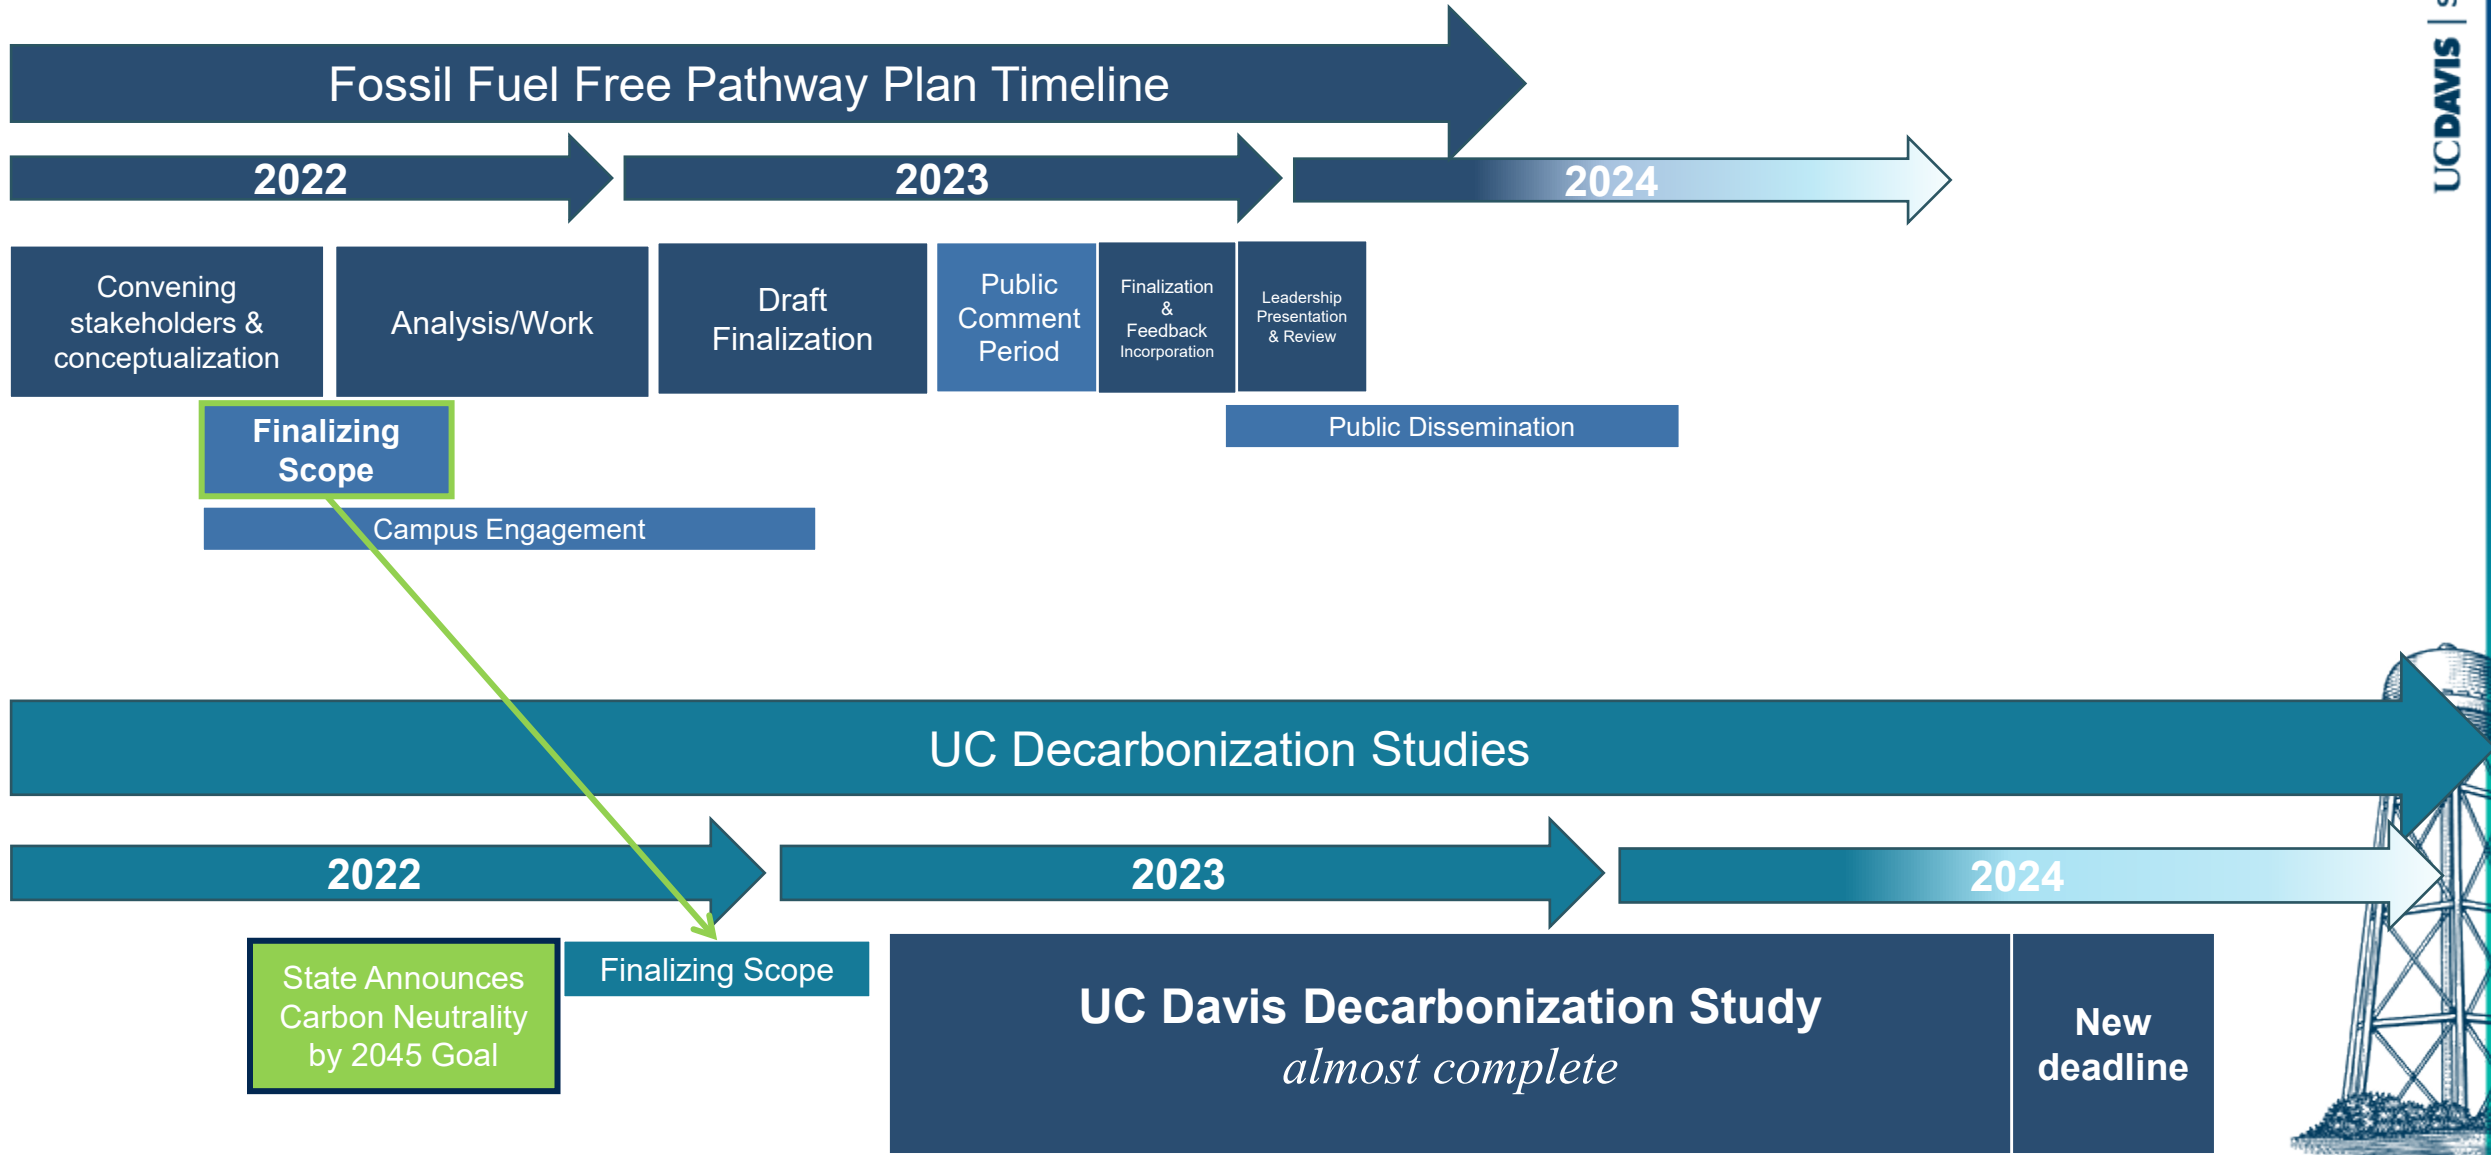 Fossil Fuel Free Pathway Plan Timeline
2022
2023
2024
Convening
stakeholders &
conceptualization
Analysis/Work
Draft
Finalization
Public
Comment
Period
Finalization
&
Feedback
Incorporation
Leadership
Presentation
& Review
Finalizing
Scope
Public Dissemination
Campus Engagement
UC Decarbonization Studies
2022
2023
2024
State Announces
Carbon Neutrality
by 2045 Goal
Finalizing Scope
UC Davis Decarbonization Study
almost complete
New
deadline
UCDAVIS |